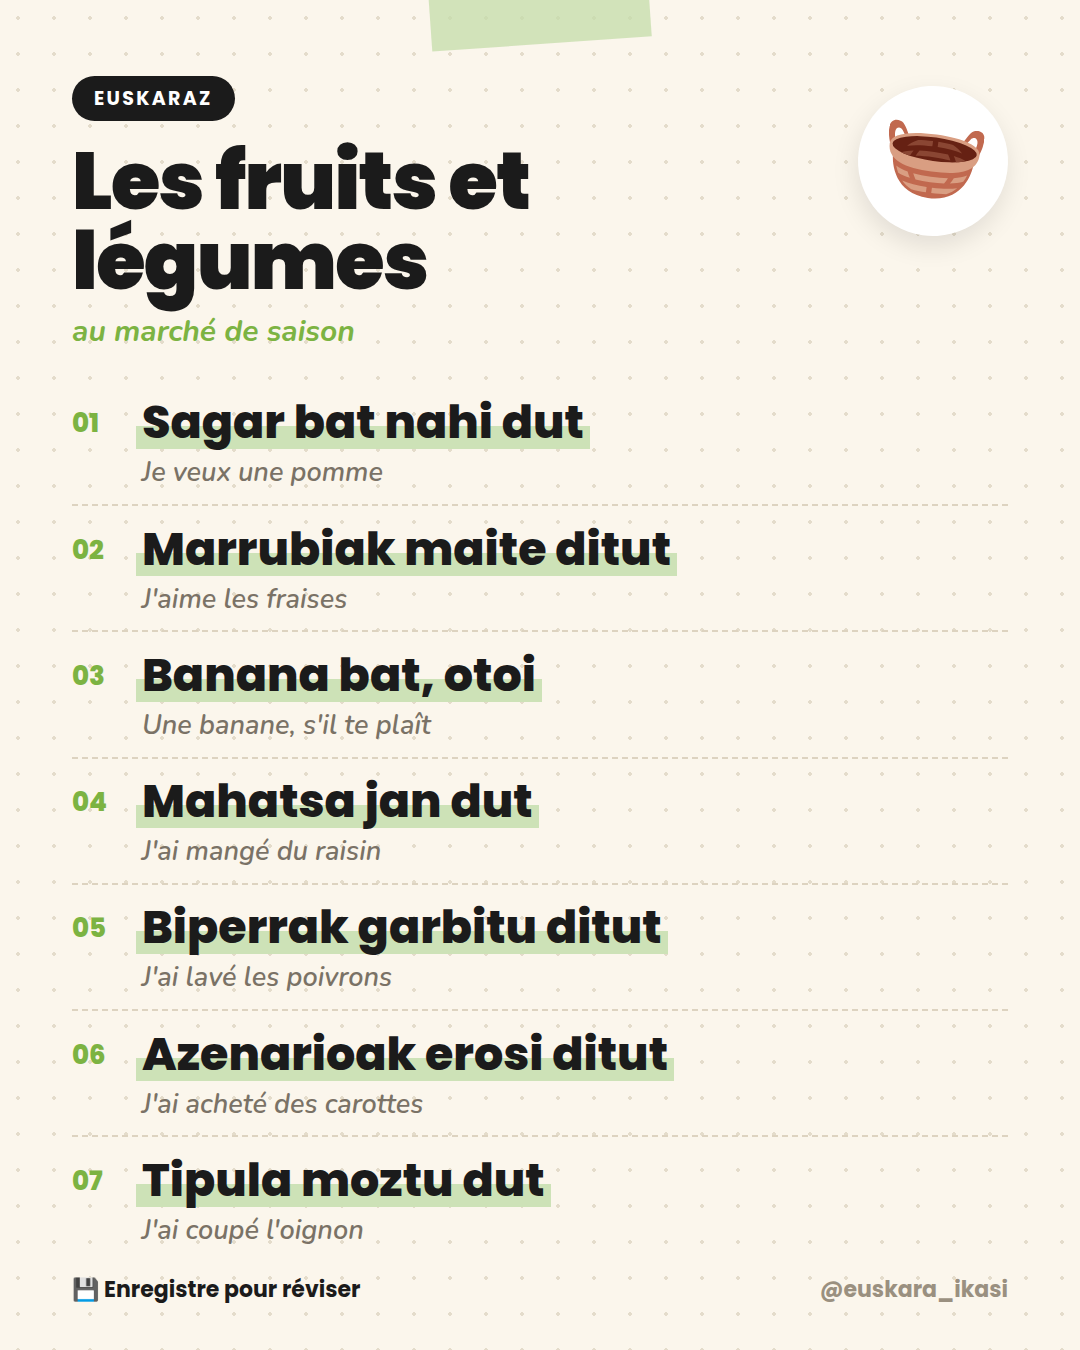 EUSKARAZ
Les fruits et
légumes
au marché de saison
01 Sagar bat nahi dut
Je veux une pomme
02 Marrubiak maite ditut
J'aime les fraises
03 Banana bat, otoi
Une banane, s'il te plaît
04 Mahatsa jan dut
J'ai mangé du raisin
05 Biperrak garbitu ditut
J'ai lavé les poivrons
06 Azenarioak erosi ditut
J'ai acheté des carottes
07 Tipula moztu dut
J'ai coupé l'oignon
💾 Enregistre pour réviser
@euskara_ikasi